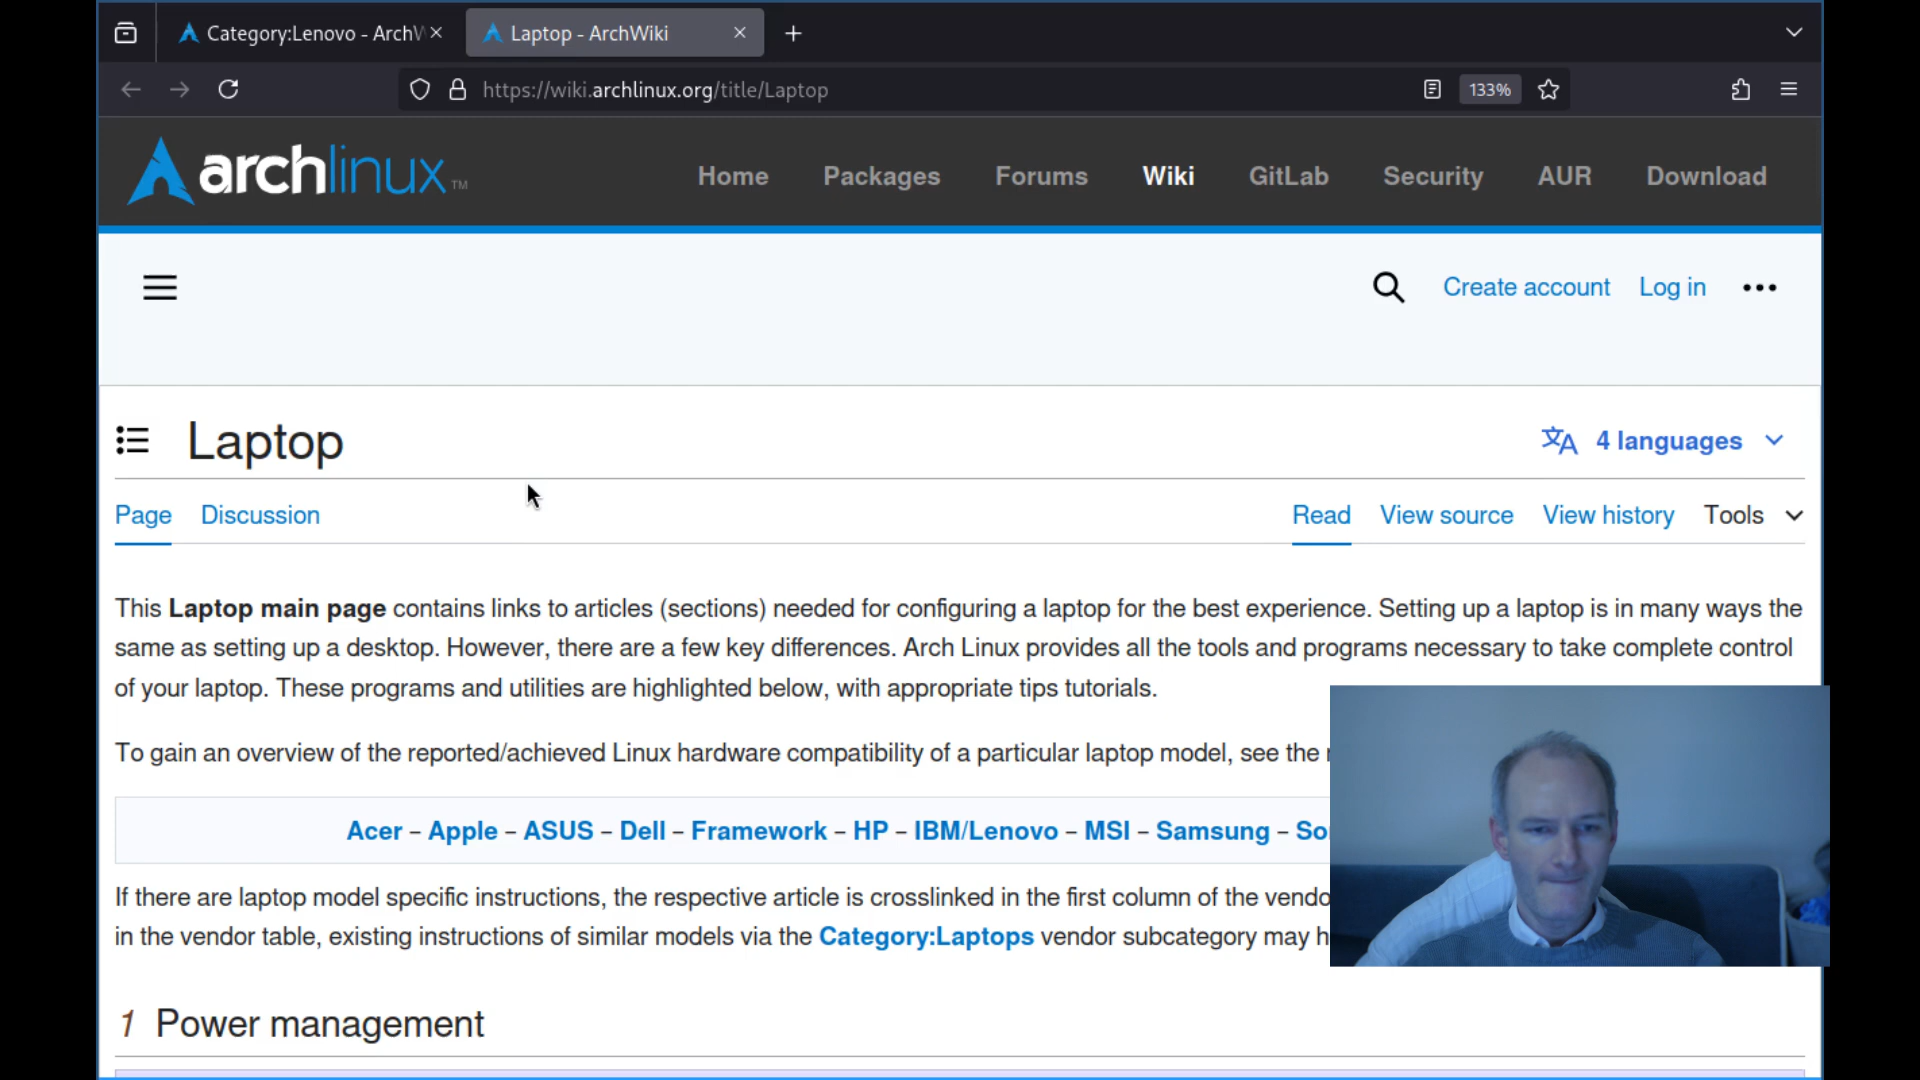 Category:Lenovo - ArchW
Laptop - ArchWiki
https://wiki.archlinux.org/title/Laptop
133%
archlinux™
Home
Packages
Forums
Wiki
GitLab
Security
AUR
Download
Create account
Log in
Laptop
4 languages
Page
Discussion
Read
View source
View history
Tools
This Laptop main page contains links to articles (sections) needed for configuring a laptop for the best experience. Setting up a laptop is in many ways the
same as setting up a desktop. However, there are a few key differences. Arch Linux provides all the tools and programs necessary to take complete control
of your laptop. These programs and utilities are highlighted below, with appropriate tips tutorials.
To gain an overview of the reported/achieved Linux hardware compatibility of a particular laptop model, see the
Acer – Apple – ASUS – Dell – Framework – HP – IBM/Lenovo – MSI – Samsung –
If there are laptop model specific instructions, the respective article is crosslinked in the first column of the
in the vendor table, existing instructions of similar models via the Category:Laptops vendor subcategory may
1 Power management